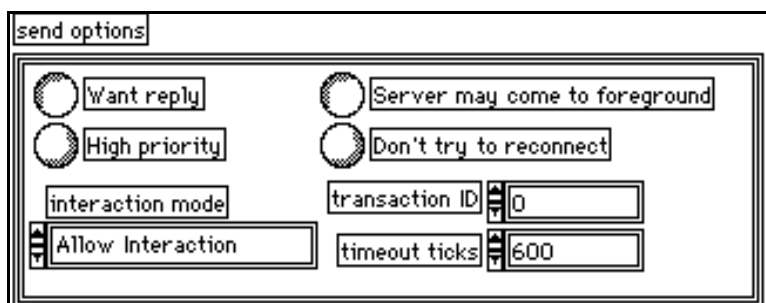 send options
Want reply
Server may come to foreground
High priority
Don't try to reconnect
interaction mode
transaction ID
0
Allow Interaction
timeout ticks
600